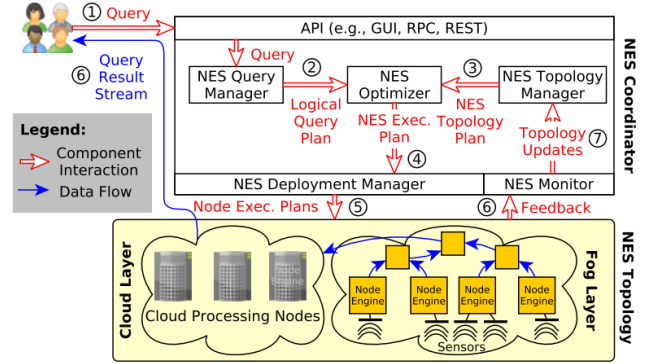 ① Query
API (e.g., GUI, RPC, REST)
Query
⑥ Query
Result
Stream
NES Query
Manager
②
NES
Optimizer
③
NES Topology
Manager
Logical
Query
Plan
NES Exec.
Plan
NES
Topology
Plan
Topology
Updates
⑦
④
NES Coordinator
Legend:
Component
Interaction
Data Flow
NES Deployment Manager
NES Monitor
Node Exec. Plans
⑤
⑥
Feedback
Cloud Layer
Node
Engine
Cloud Processing Nodes
Node
Engine
Node
Engine
Node
Engine
Node
Engine
Sensors
Fog Layer
NES Topology